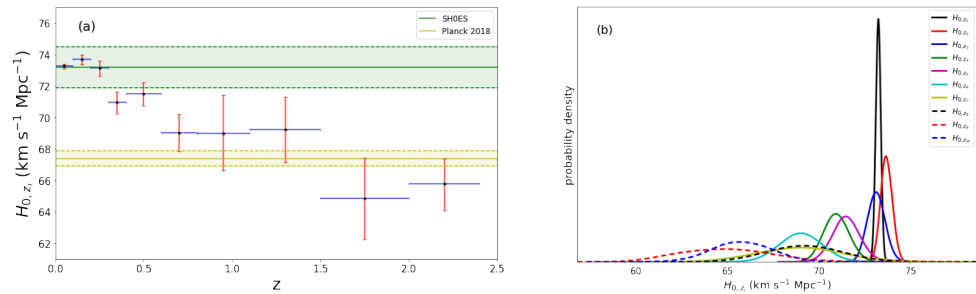 (a)
SH0ES
Planck 2018
76
74
72
70
68
66
64
62
H₀,z, (km s⁻¹ Mpc⁻¹)
0.0 0.5 1.0 1.5 2.0 2.5
z
(b)
H₀,z₁
H₀,z₂
H₀,z₃
H₀,z₄
H₀,z₅
H₀,z₆
H₀,z₇
H₀,z₈
H₀,z₉
H₀,z₁₀
probability density
60 65 70 75
H₀,zᵢ (km s⁻¹ Mpc⁻¹)